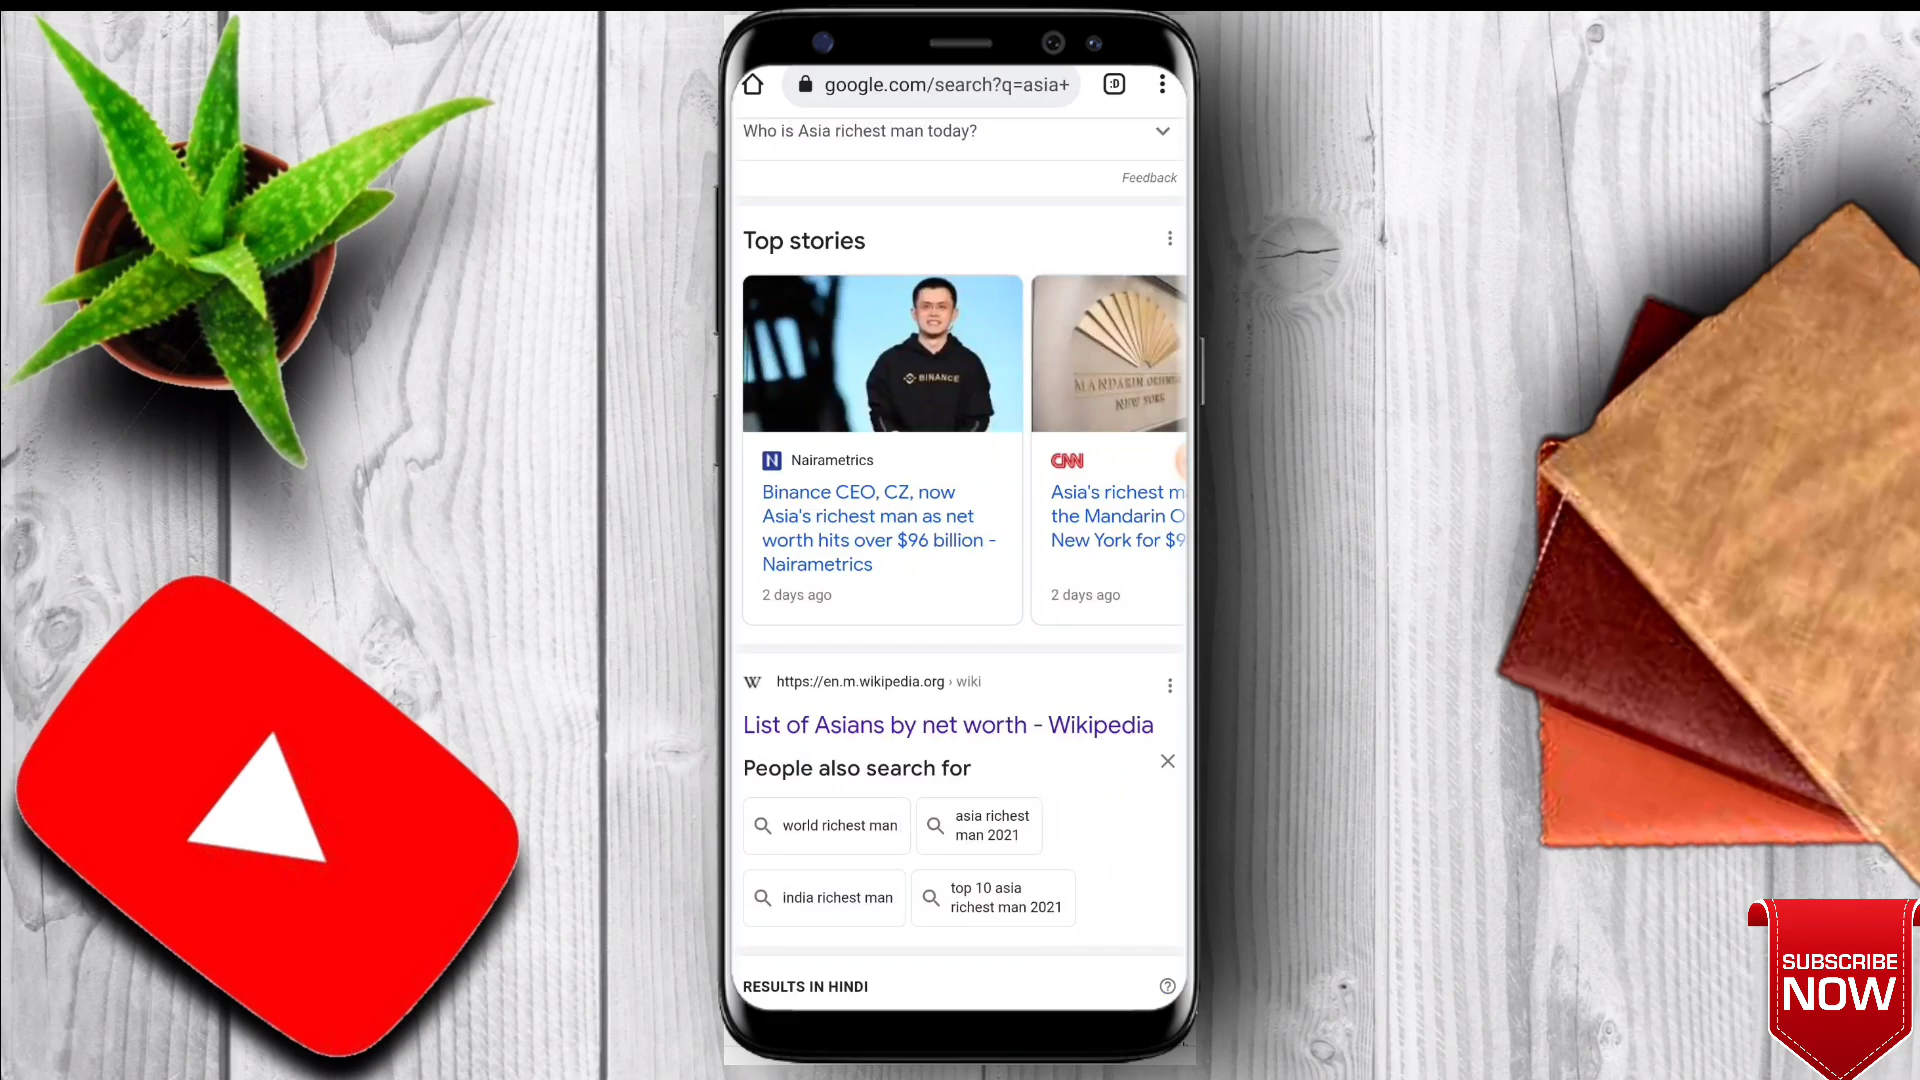 google.com/search?q=asia+
:D
Who is Asia richest man today?
Feedback
Top stories
BINANCE
MANDARIN
NEW YORK
N Nairametrics
Binance CEO, CZ, now
Asia's richest man as net
worth hits over $96 billion -
Nairametrics
2 days ago
CNN
Asia's richest m
the Mandarin O
New York for $9
2 days ago
W https://en.m.wikipedia.org › wiki
List of Asians by net worth - Wikipedia
People also search for
world richest man
asia richest
man 2021
india richest man
top 10 asia
richest man 2021
RESULTS IN HINDI
SUBSCRIBE
NOW